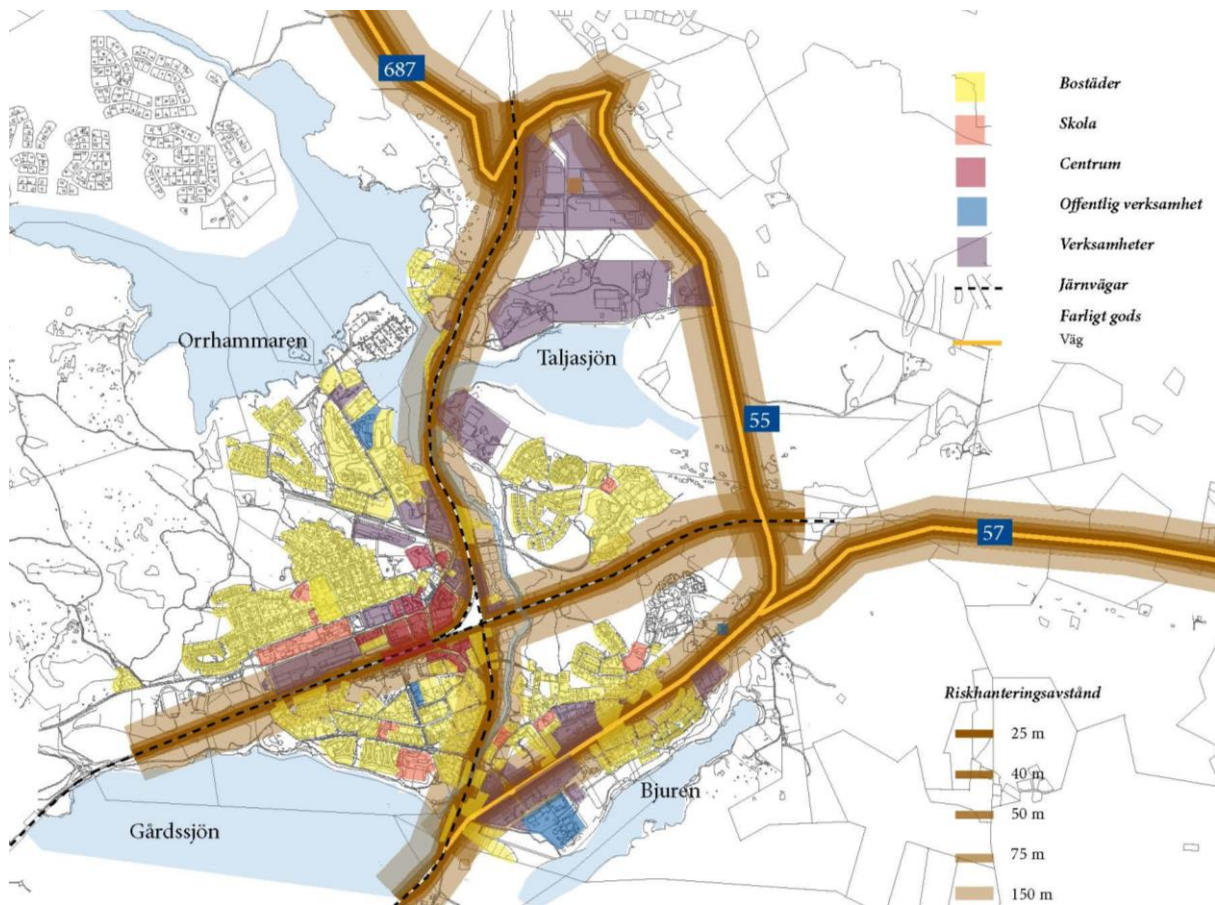 687
Bostäder
Skola
Centrum
Offentlig verksamhet
Verksamheter
Järnvägar
Farligt gods
Väg
Orrhammaren
Taljasjön
55
57
Riskhanteringsavstånd
25 m
40 m
50 m
75 m
150 m
Bjuren
Gårdssjön